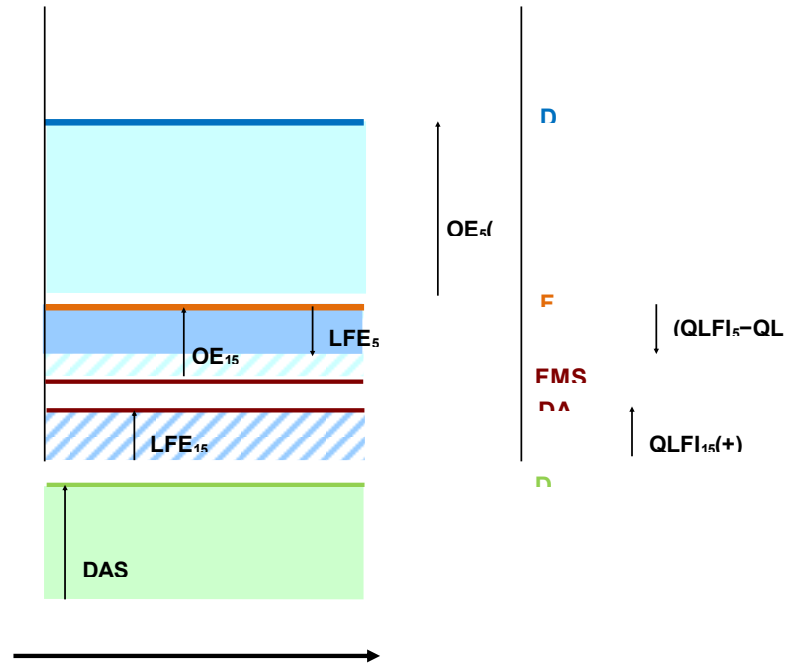 D
OE₅(
F
LFE₅
(QLFI₅−QL
OE₁₅
EMS
DA
LFE₁₅
QLFI₁₅(+)
D
DAS